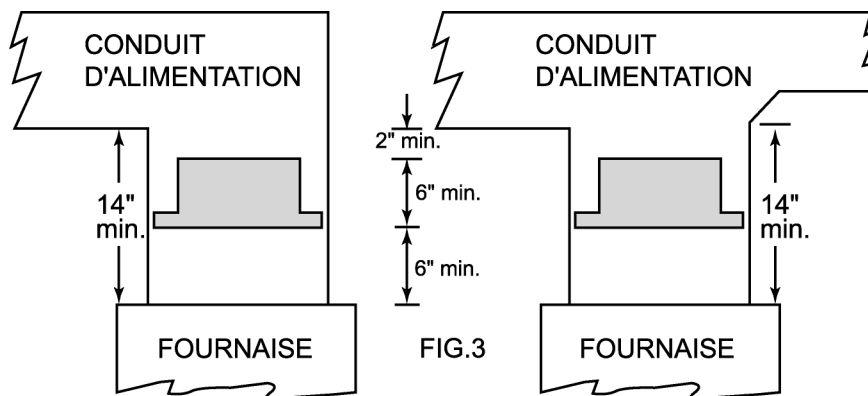 CONDUIT
D'ALIMENTATION
14"
min.
FOURNAISE
2" min.
6" min.
6" min.
FIG.3
CONDUIT
D'ALIMENTATION
14"
min.
FOURNAISE